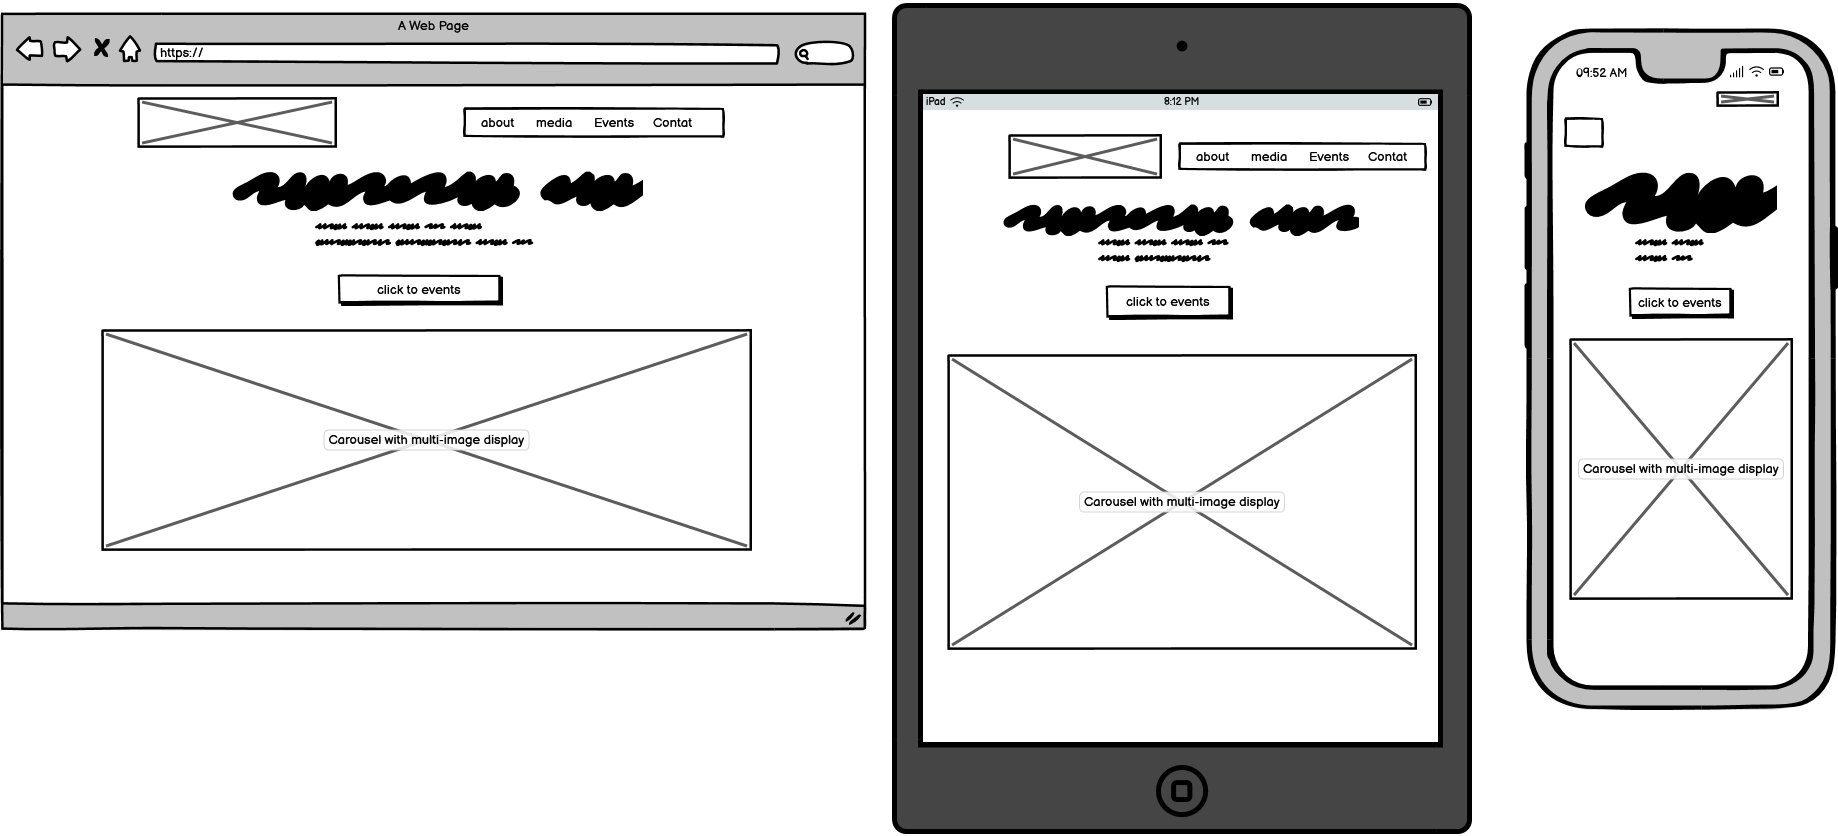 A Web Page
https://
about media Events Contat
click to events
Carousel with multi-image display
iPad 8:12 PM
about media Events Contat
click to events
Carousel with multi-image display
09:52 AM
click to events
Carousel with multi-image display